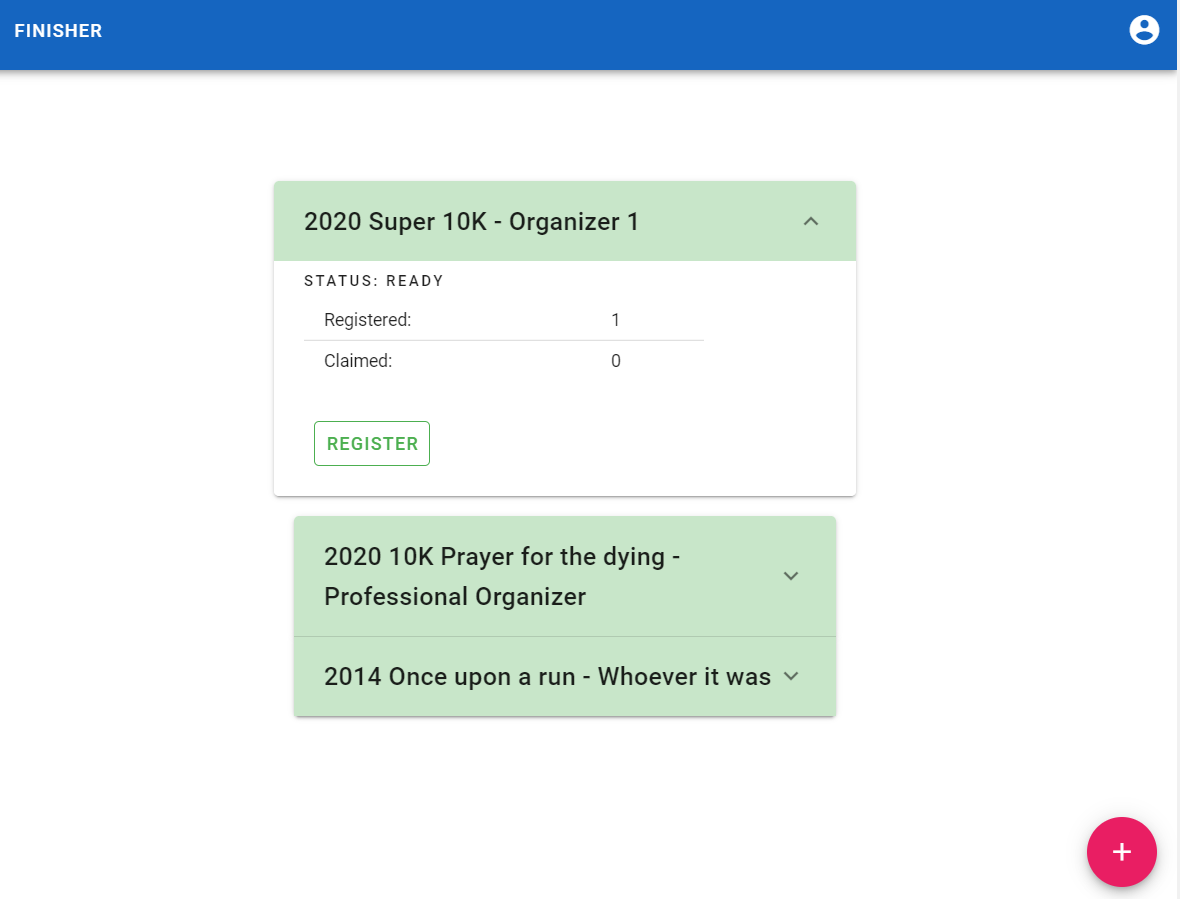 FINISHER
2020 Super 10K - Organizer 1
STATUS: READY
Registered: 1
Claimed: 0
REGISTER
2020 10K Prayer for the dying -
Professional Organizer
2014 Once upon a run - Whoever it was
+